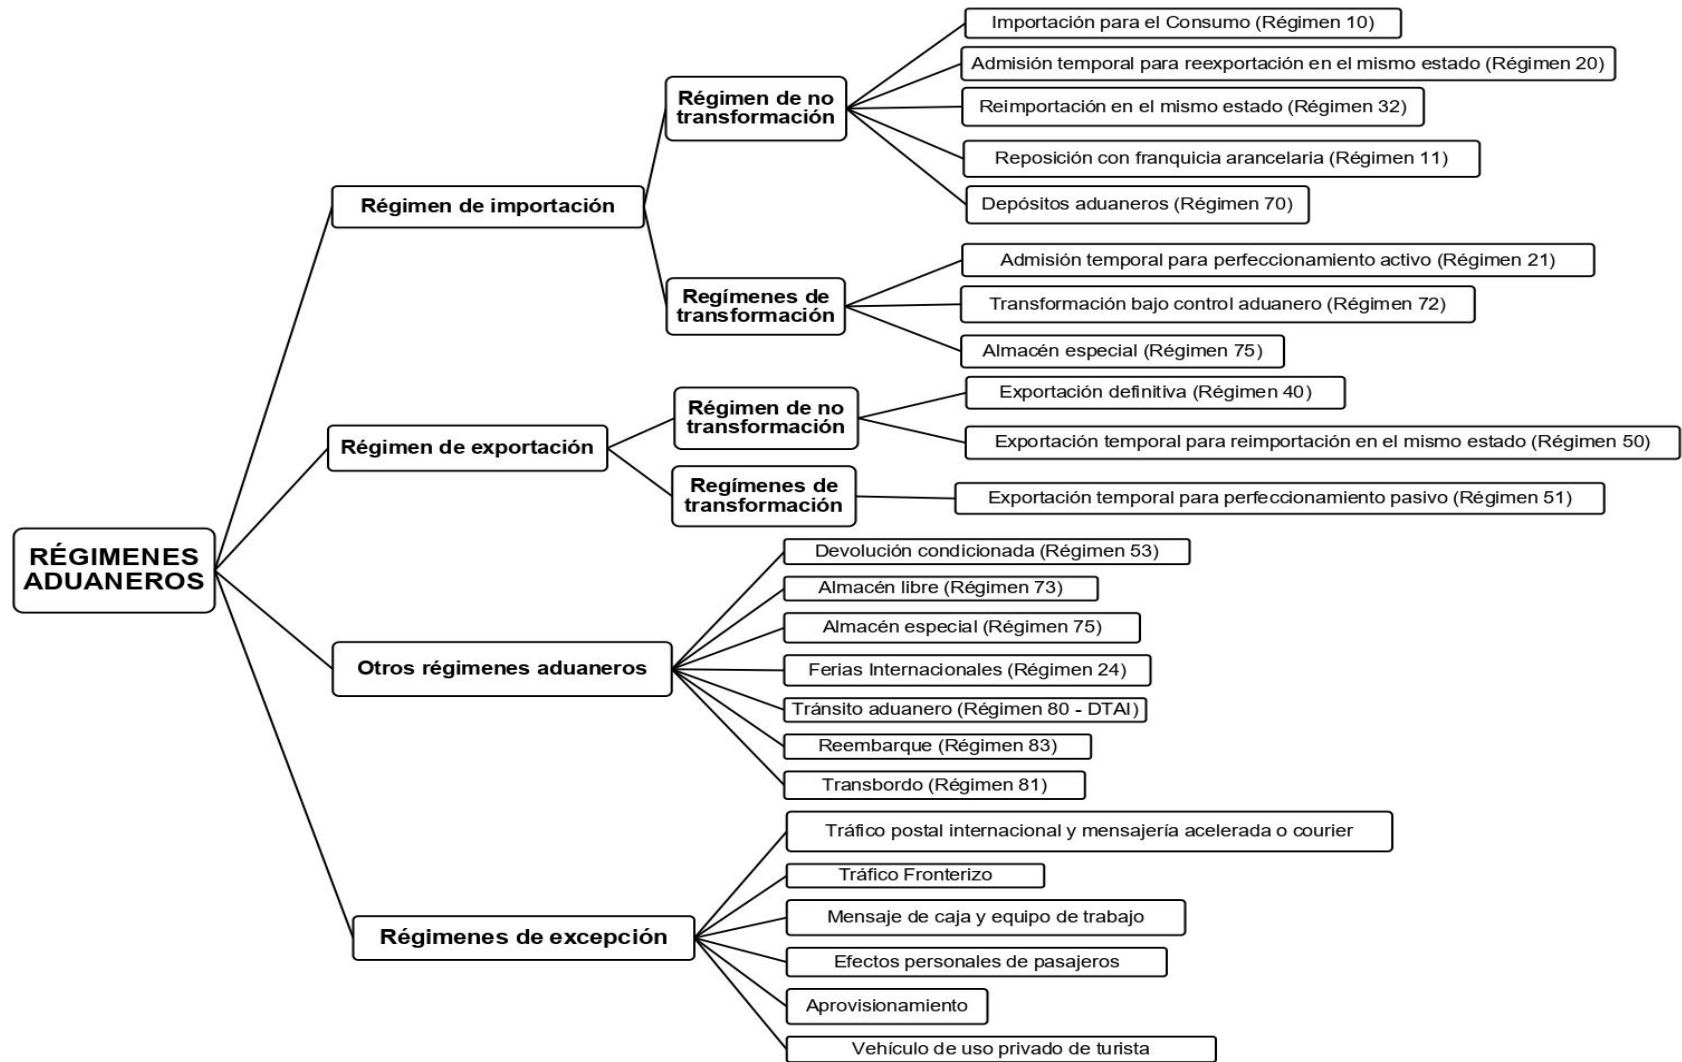 RÉGIMENES
ADUANEROS
Régimen de importación
Régimen de no
transformación
Importación para el Consumo (Régimen 10)
Admisión temporal para reexportación en el mismo estado (Régimen 20)
Reimportación en el mismo estado (Régimen 32)
Reposición con franquicia arancelaria (Régimen 11)
Depósitos aduaneros (Régimen 70)
Regímenes de
transformación
Admisión temporal para perfeccionamiento activo (Régimen 21)
Transformación bajo control aduanero (Régimen 72)
Almacén especial (Régimen 75)
Régimen de exportación
Régimen de no
transformación
Exportación definitiva (Régimen 40)
Exportación temporal para reimportación en el mismo estado (Régimen 50)
Regímenes de
transformación
Exportación temporal para perfeccionamiento pasivo (Régimen 51)
Otros régimenes aduaneros
Devolución condicionada (Régimen 53)
Almacén libre (Régimen 73)
Almacén especial (Régimen 75)
Ferias Internacionales (Régimen 24)
Tránsito aduanero (Régimen 80 - DTAI)
Reembarque (Régimen 83)
Transbordo (Régimen 81)
Régimenes de excepción
Tráfico postal internacional y mensajería acelerada o courier
Tráfico Fronterizo
Mensaje de caja y equipo de trabajo
Efectos personales de pasajeros
Aprovisionamiento
Vehículo de uso privado de turista